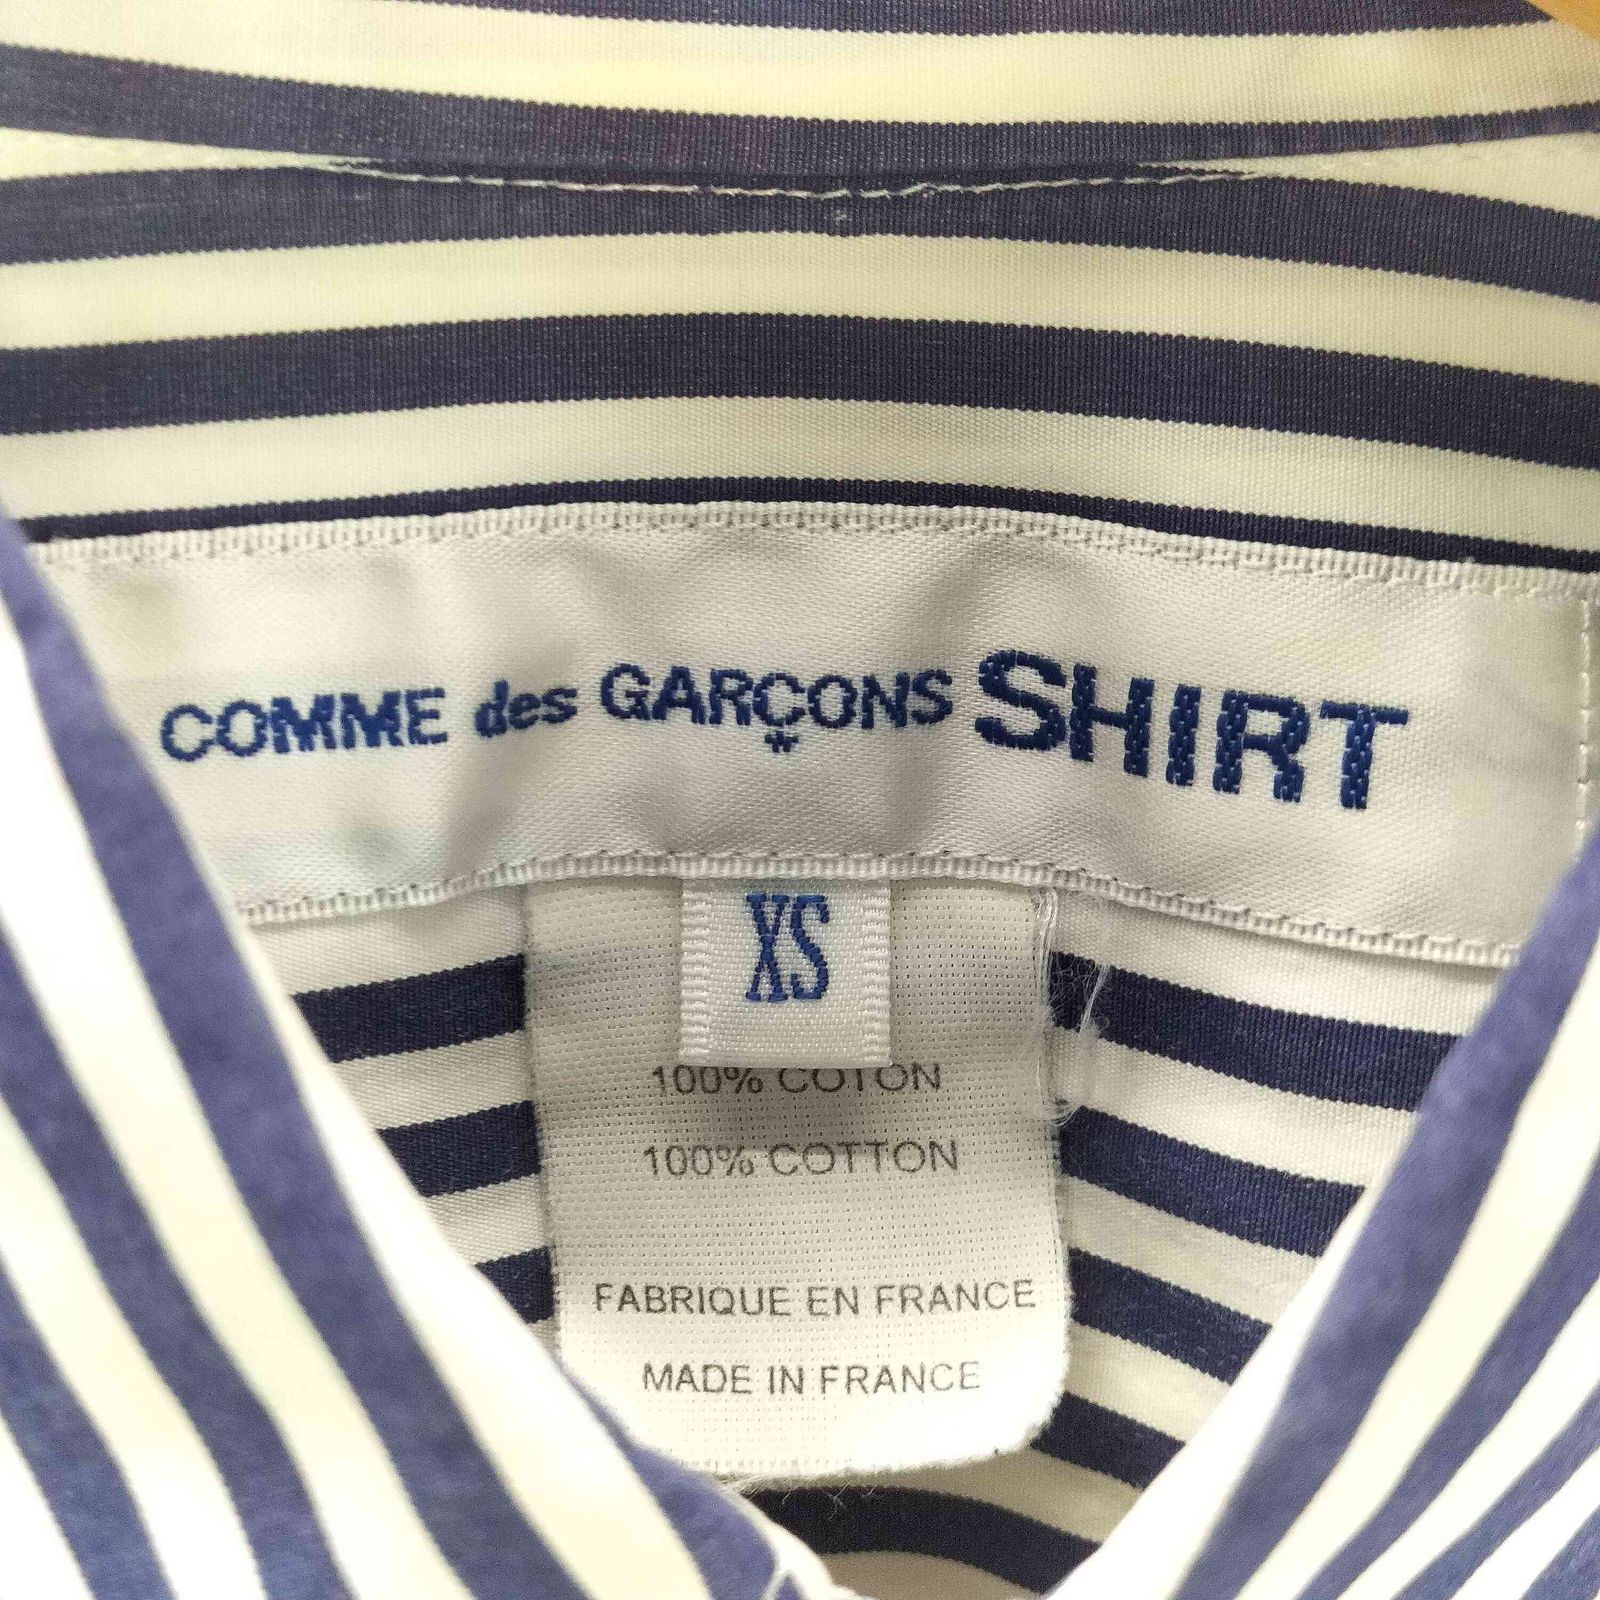 COMME des GARÇONS SHIRT
XS
100% COTON
100% COTTON
FABRIQUE EN FRANCE
MADE IN FRANCE